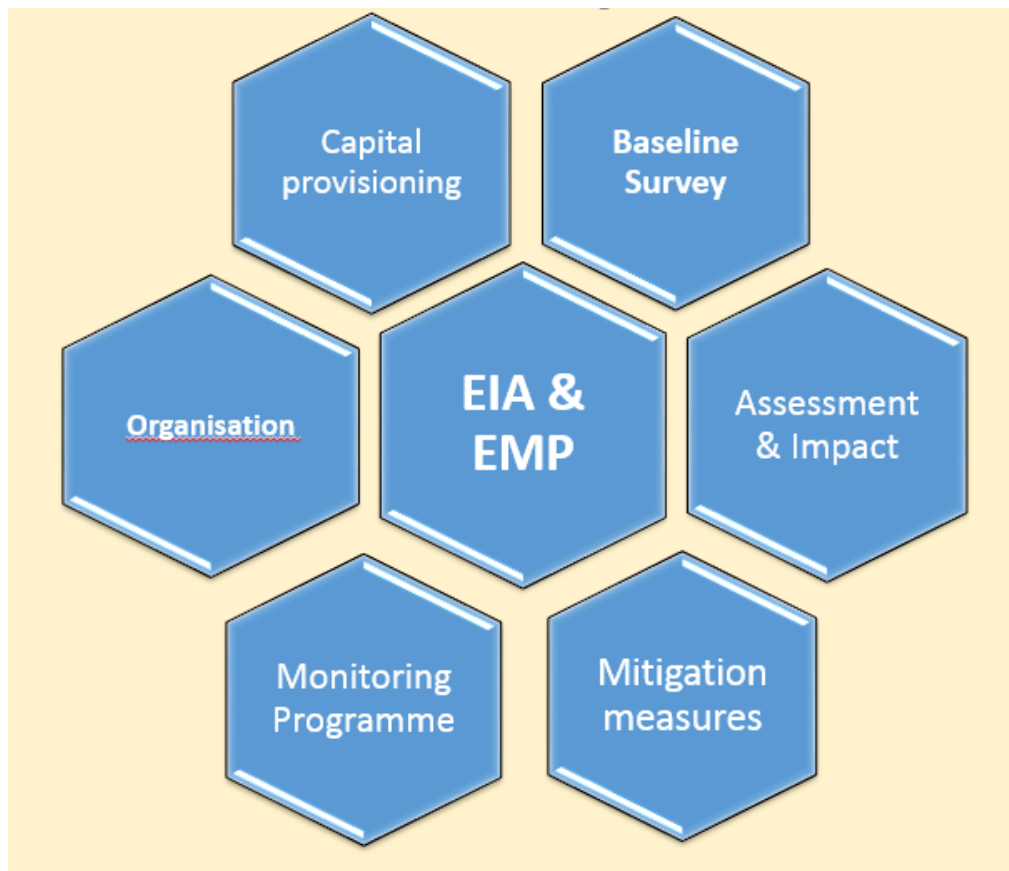 Capital
provisioning
Baseline
Survey
Organisation
EIA &
EMP
Assessment
& Impact
Monitoring
Programme
Mitigation
measures